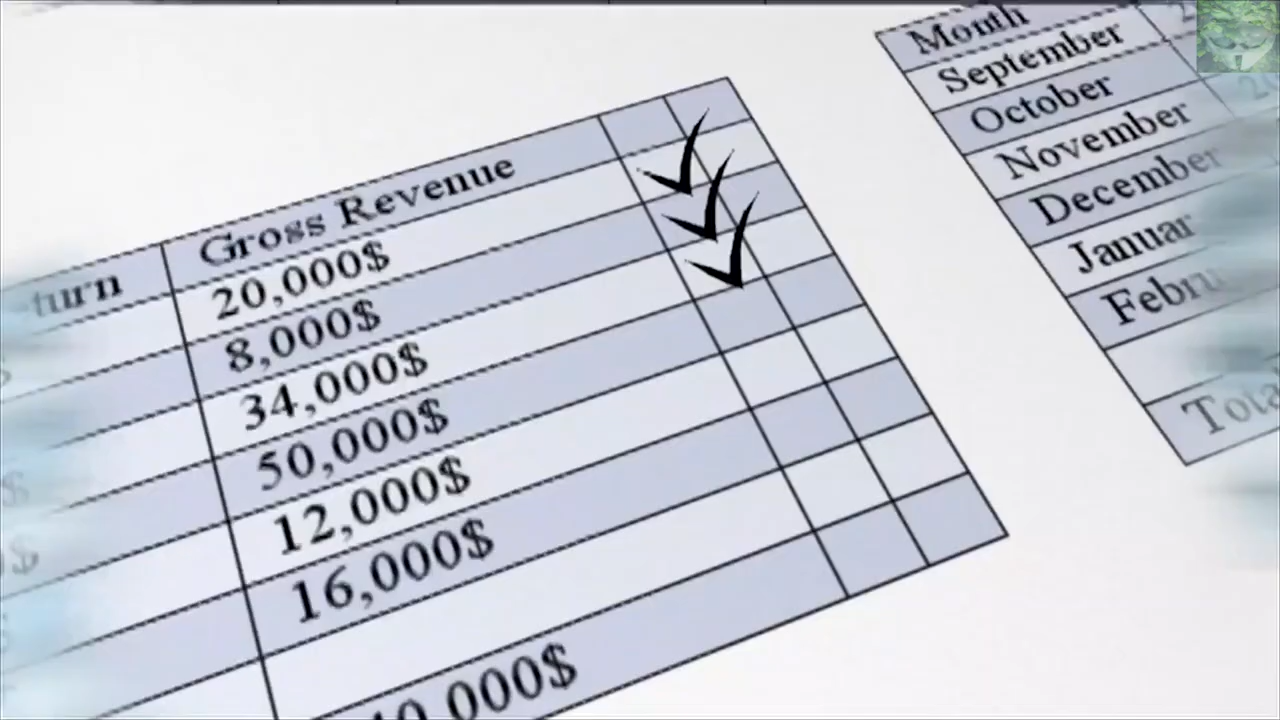 Gross Revenue
20,000$
8,000$
34,000$
50,000$
12,000$
16,000$
Month
September
October
November
December